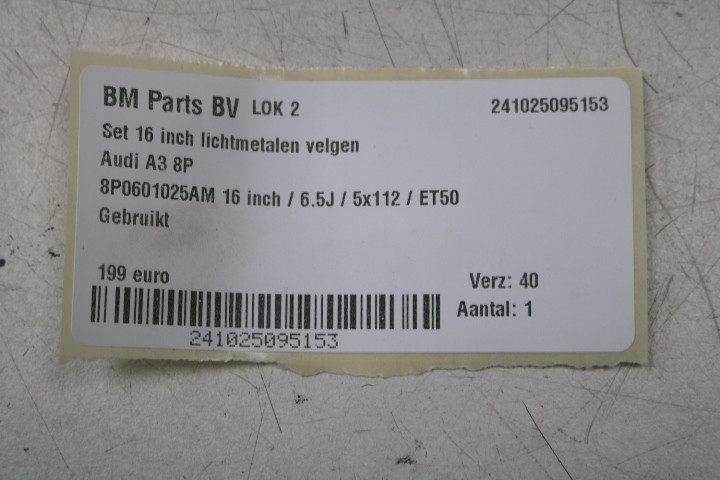 BM Parts BV LOK 2 241025095153
Set 16 inch lichtmetalen velgen
Audi A3 8P
8P0601025AM 16 inch / 6.5J / 5x112 / ET50
Gebruikt
199 euro Verz: 40
Aantal: 1
241025095153